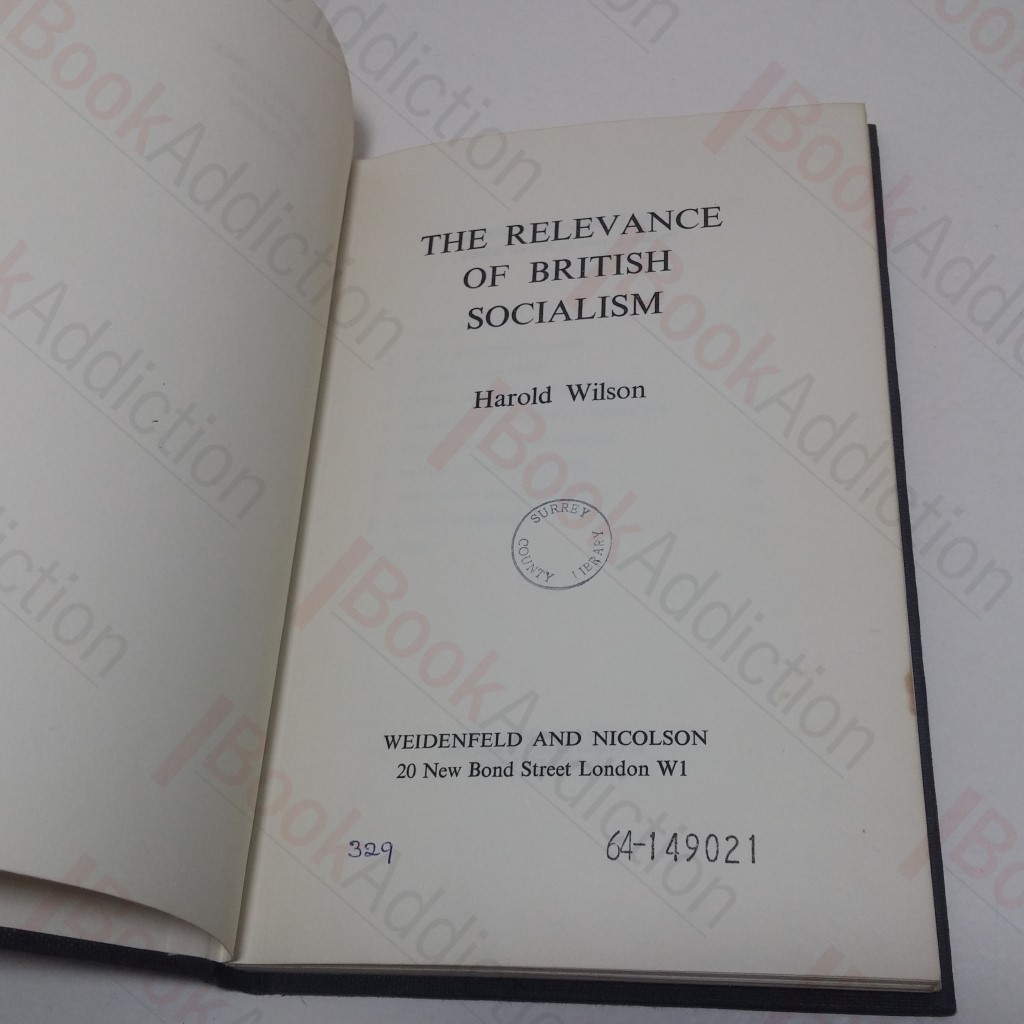 THE RELEVANCE
OF BRITISH
SOCIALISM
Harold Wilson
SURREY
COUNTY LIBRARY
WEIDENFELD AND NICOLSON
20 New Bond Street London W1
329
64-149021
BookAddiction